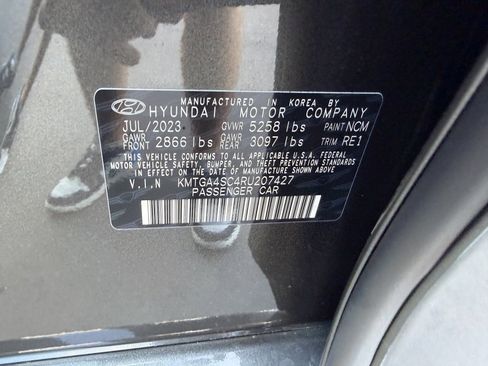 MANUFACTURED IN KOREA BY
HYUNDAI MOTOR COMPANY
JUL/2023 GVWR 5258 lbs PAINT NCM
GAWR FRONT 2866 lbs GAWR REAR 3097 lbs TRIM RE1
THIS VEHICLE CONFORMS TO ALL APPLICABLE U.S.A. FEDERAL
MOTOR VEHICLE SAFETY, BUMPER, AND THEFT PREVENTION STANDARDS
IN EFFECT ON THE DATE OF MANUFACTURE SHOWN ABOVE.
V.I.N KMTGA4SC4RU207427
PASSENGER CAR